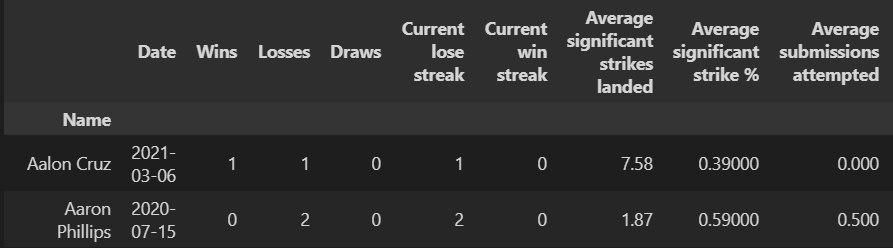 Date Wins Losses Draws Current lose streak Current win streak Average significant strikes landed Average significant strike % Average submissions attempted
Name
Aalon Cruz 2021-03-06 1 1 0 1 0 7.58 0.39000 0.000
Aaron Phillips 2020-07-15 0 2 0 2 0 1.87 0.59000 0.500